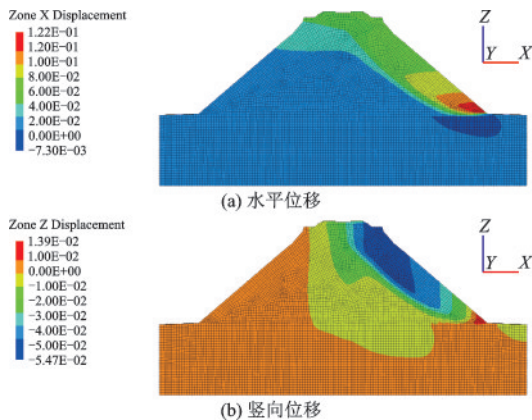 Zone X Displacement
1.22E−01
1.20E−01
1.00E−01
8.00E−02
6.00E−02
4.00E−02
2.00E−02
0.00E+00
−7.30E−03
Z
Y X
(a) 水平位移
Zone Z Displacement
1.39E−02
1.00E−02
0.00E+00
−1.00E−02
−2.00E−02
−3.00E−02
−4.00E−02
−5.00E−02
−5.47E−02
Z
Y X
(b) 竖向位移